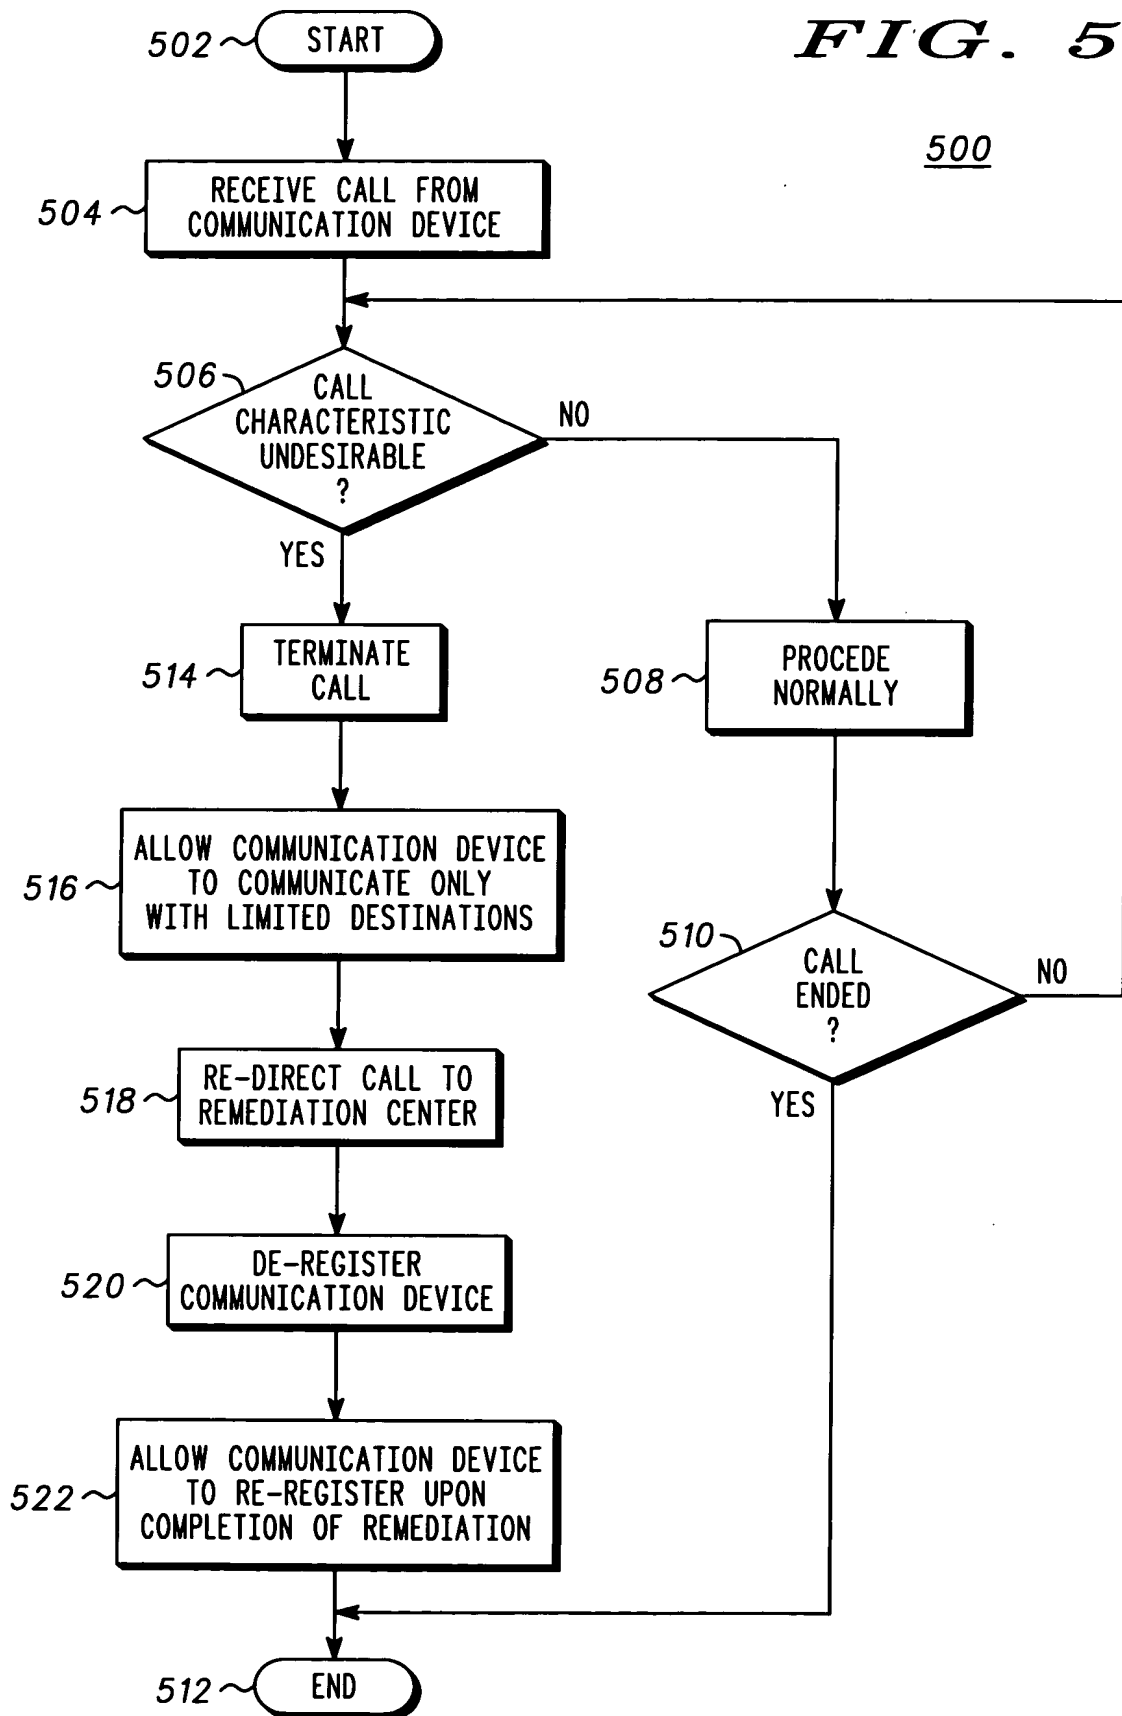 FIG. 5
500
502
START
504
RECEIVE CALL FROM
COMMUNICATION DEVICE
506
CALL
CHARACTERISTIC
UNDESIRABLE
?
NO
YES
514
TERMINATE
CALL
508
PROCEDE
NORMALLY
516
ALLOW COMMUNICATION DEVICE
TO COMMUNICATE ONLY
WITH LIMITED DESTINATIONS
510
CALL
ENDED
?
NO
YES
518
RE-DIRECT CALL TO
REMEDIATION CENTER
520
DE-REGISTER
COMMUNICATION DEVICE
522
ALLOW COMMUNICATION DEVICE
TO RE-REGISTER UPON
COMPLETION OF REMEDIATION
512
END